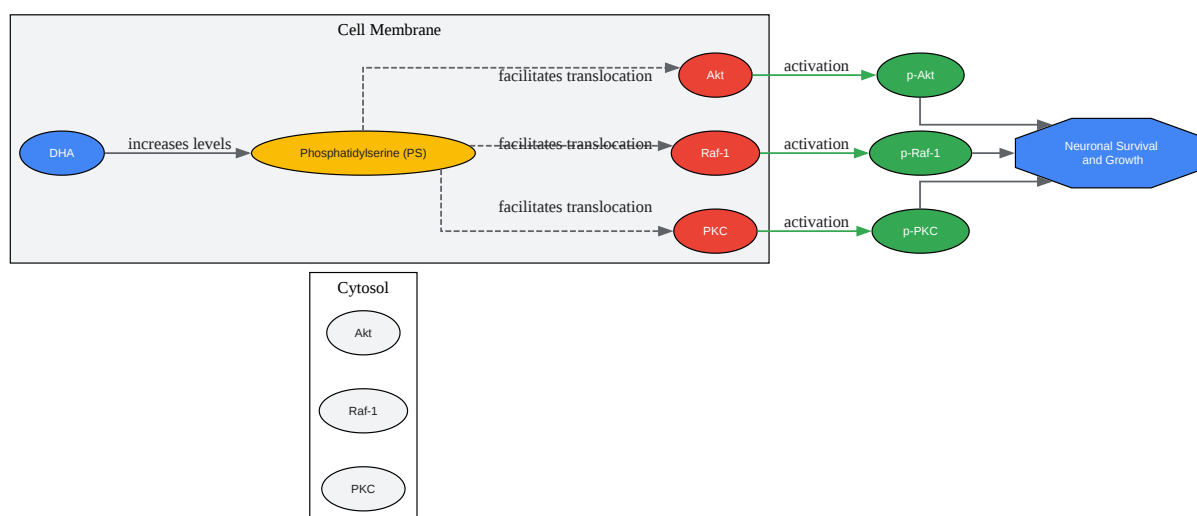 Cell Membrane
facilitates translocation
Akt
activation
p-Akt
DHA
increases levels
Phosphatidylserine (PS)
facilitates translocation
Raf-1
activation
p-Raf-1
Neuronal Survival
and Growth
facilitates translocation
PKC
activation
p-PKC
Cytosol
Akt
Raf-1
PKC